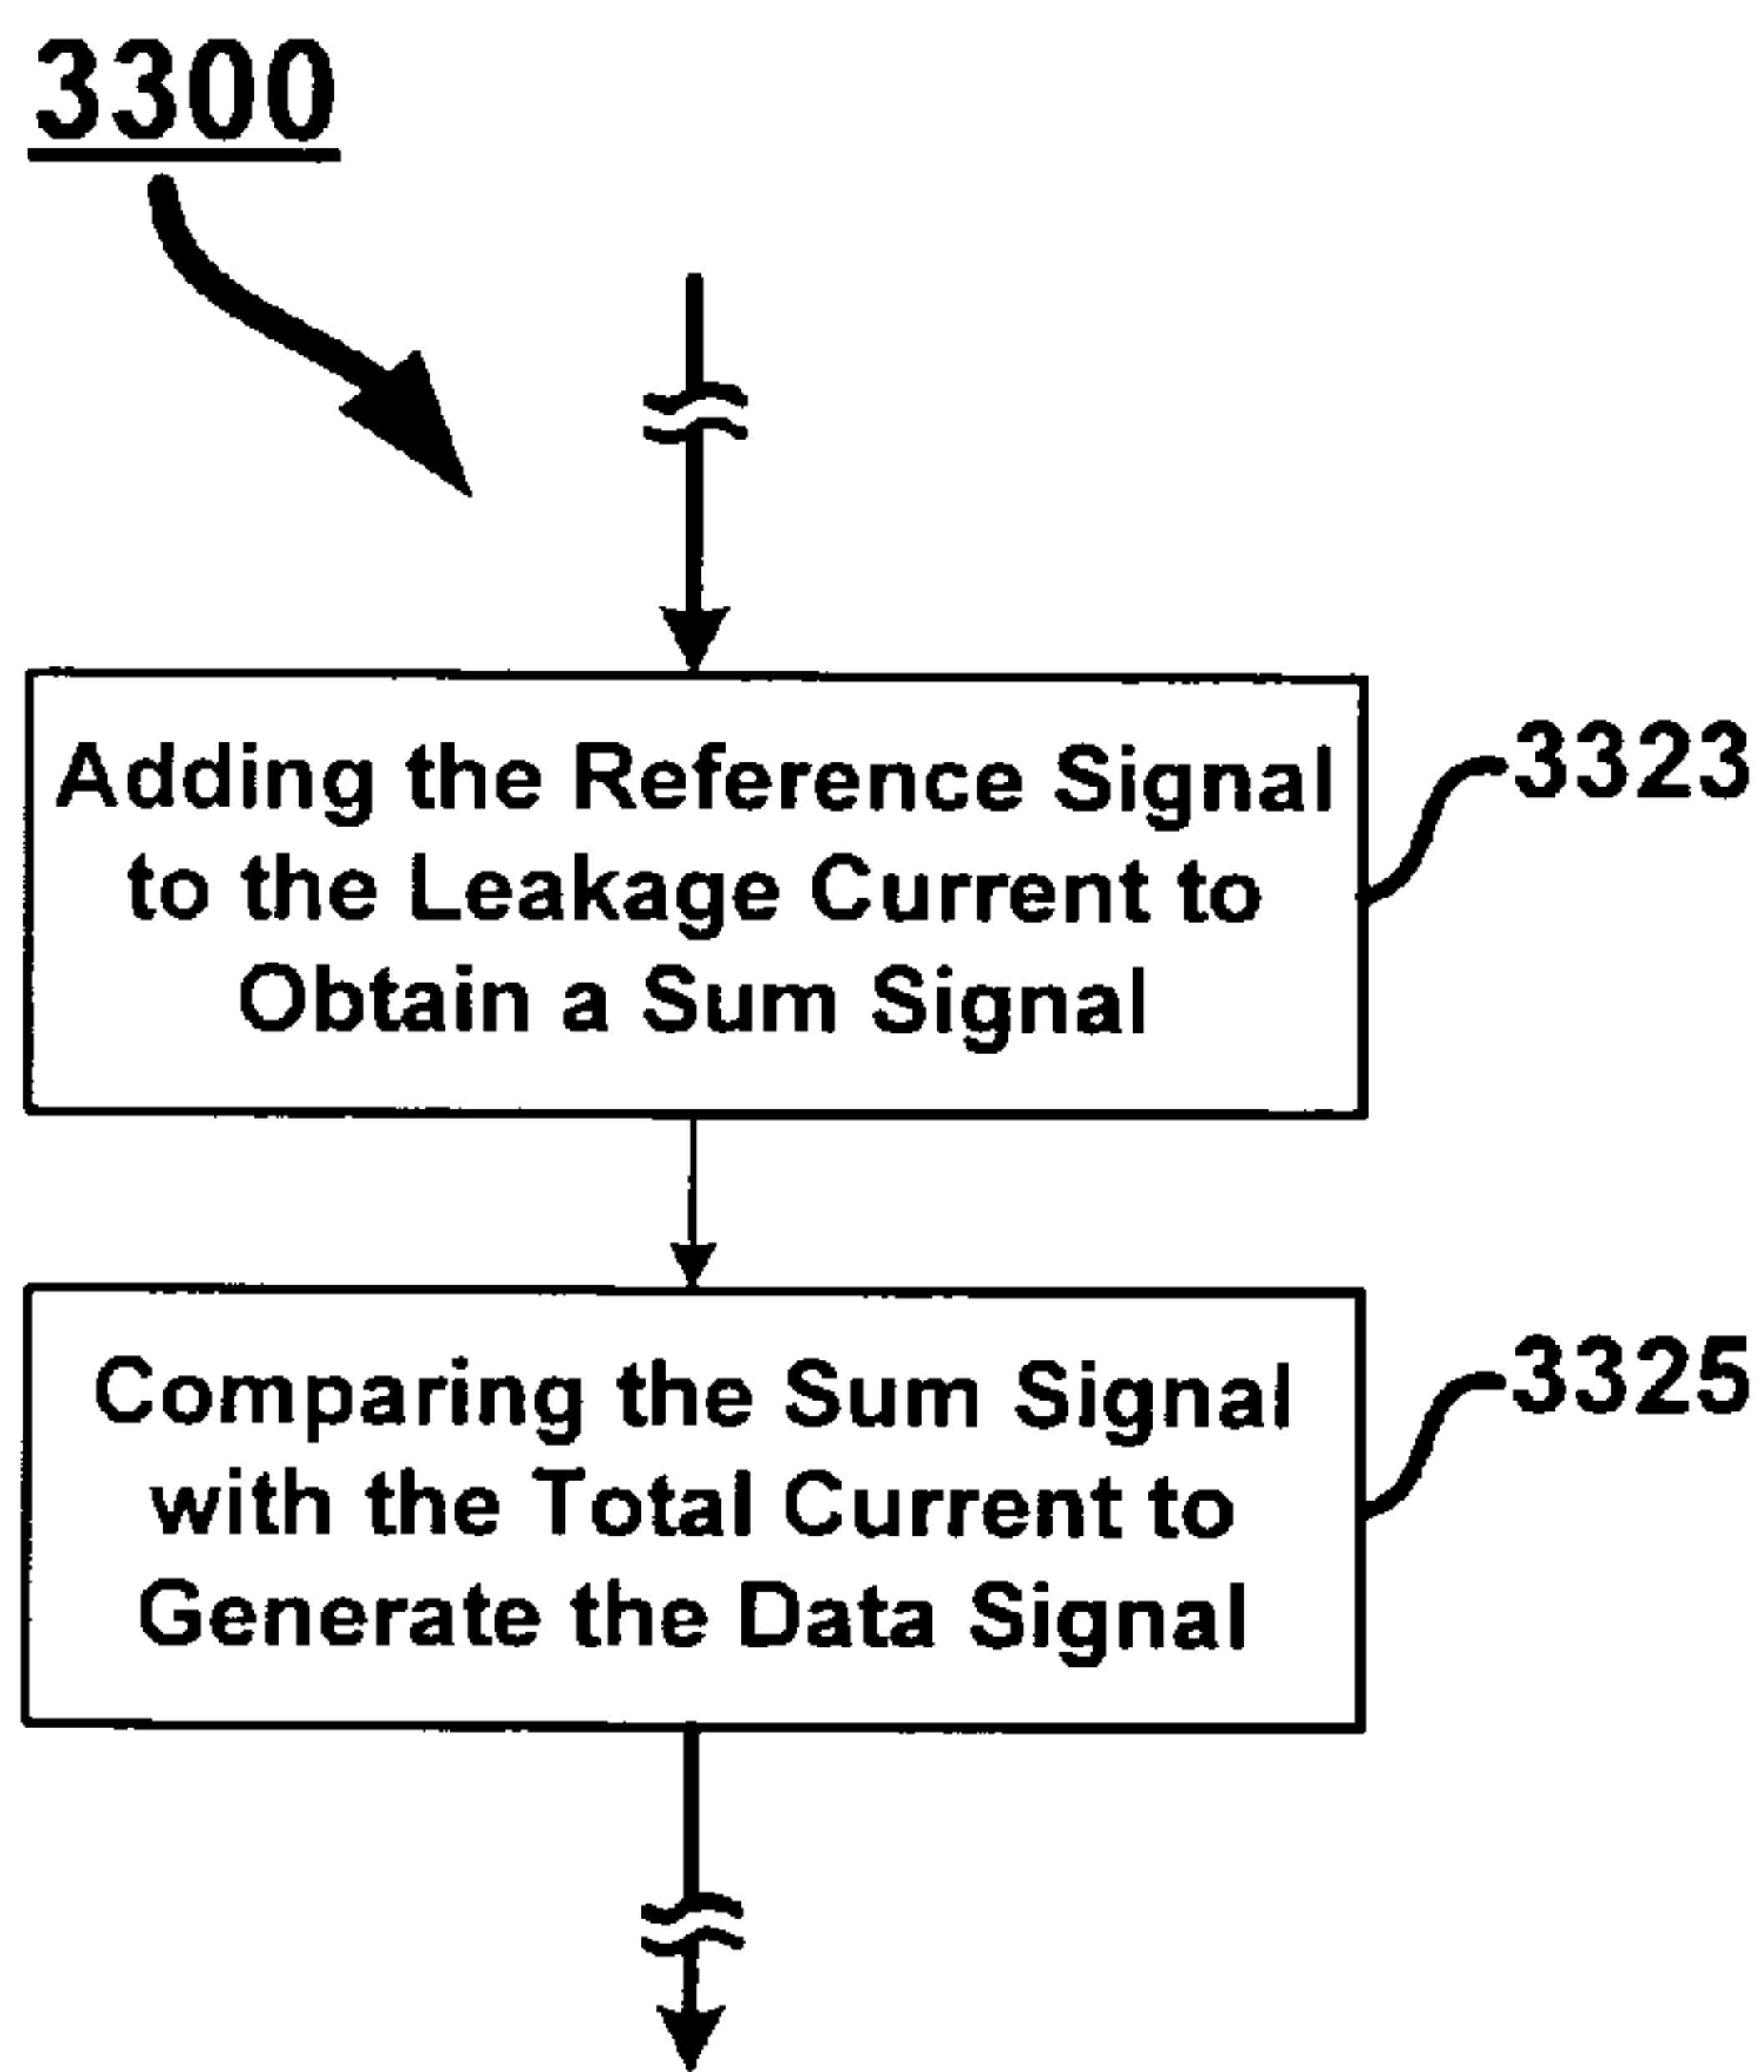 3300
Adding the Reference Signal
to the Leakage Current to
Obtain a Sum Signal
3323
Comparing the Sum Signal
with the Total Current to
Generate the Data Signal
3325